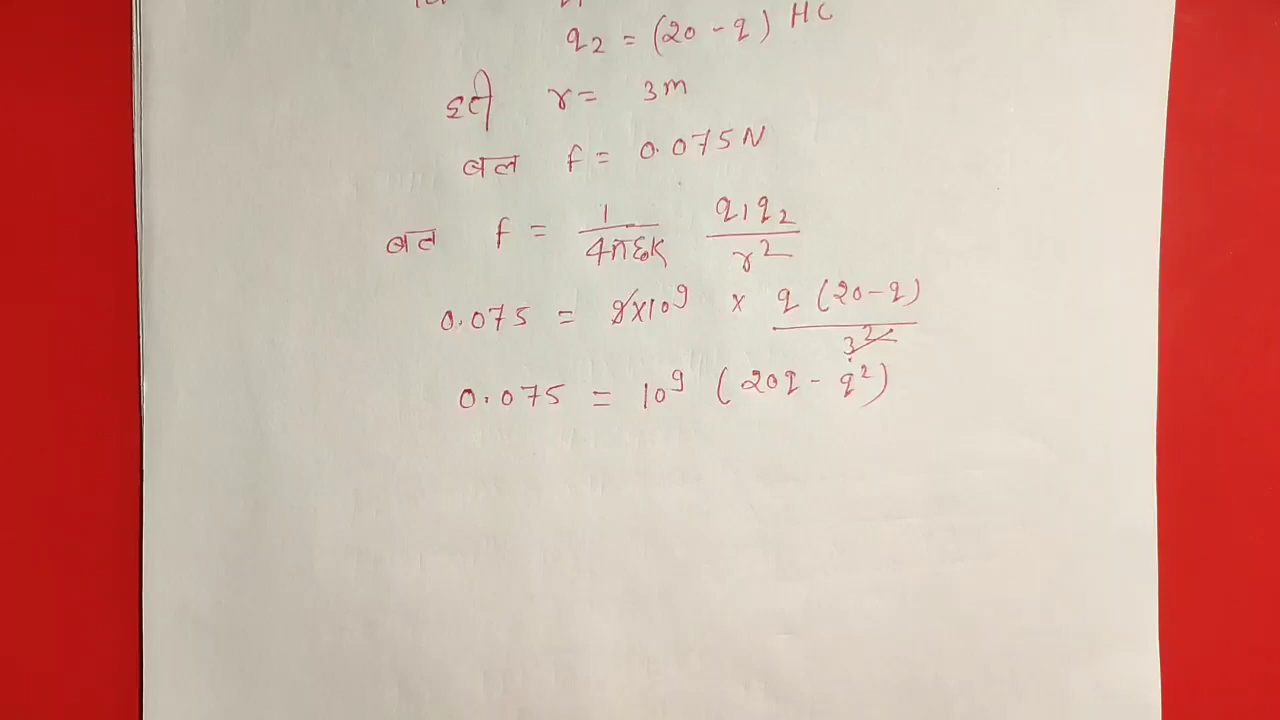 q2 = (20 - q) HC
r = 3m
बल f = 0.075N
बल f = 1/4πε0K q1q2/r²
0.075 = 9×10⁹ × q (20-q)/3²
0.075 = 10⁹ (20q - q²)